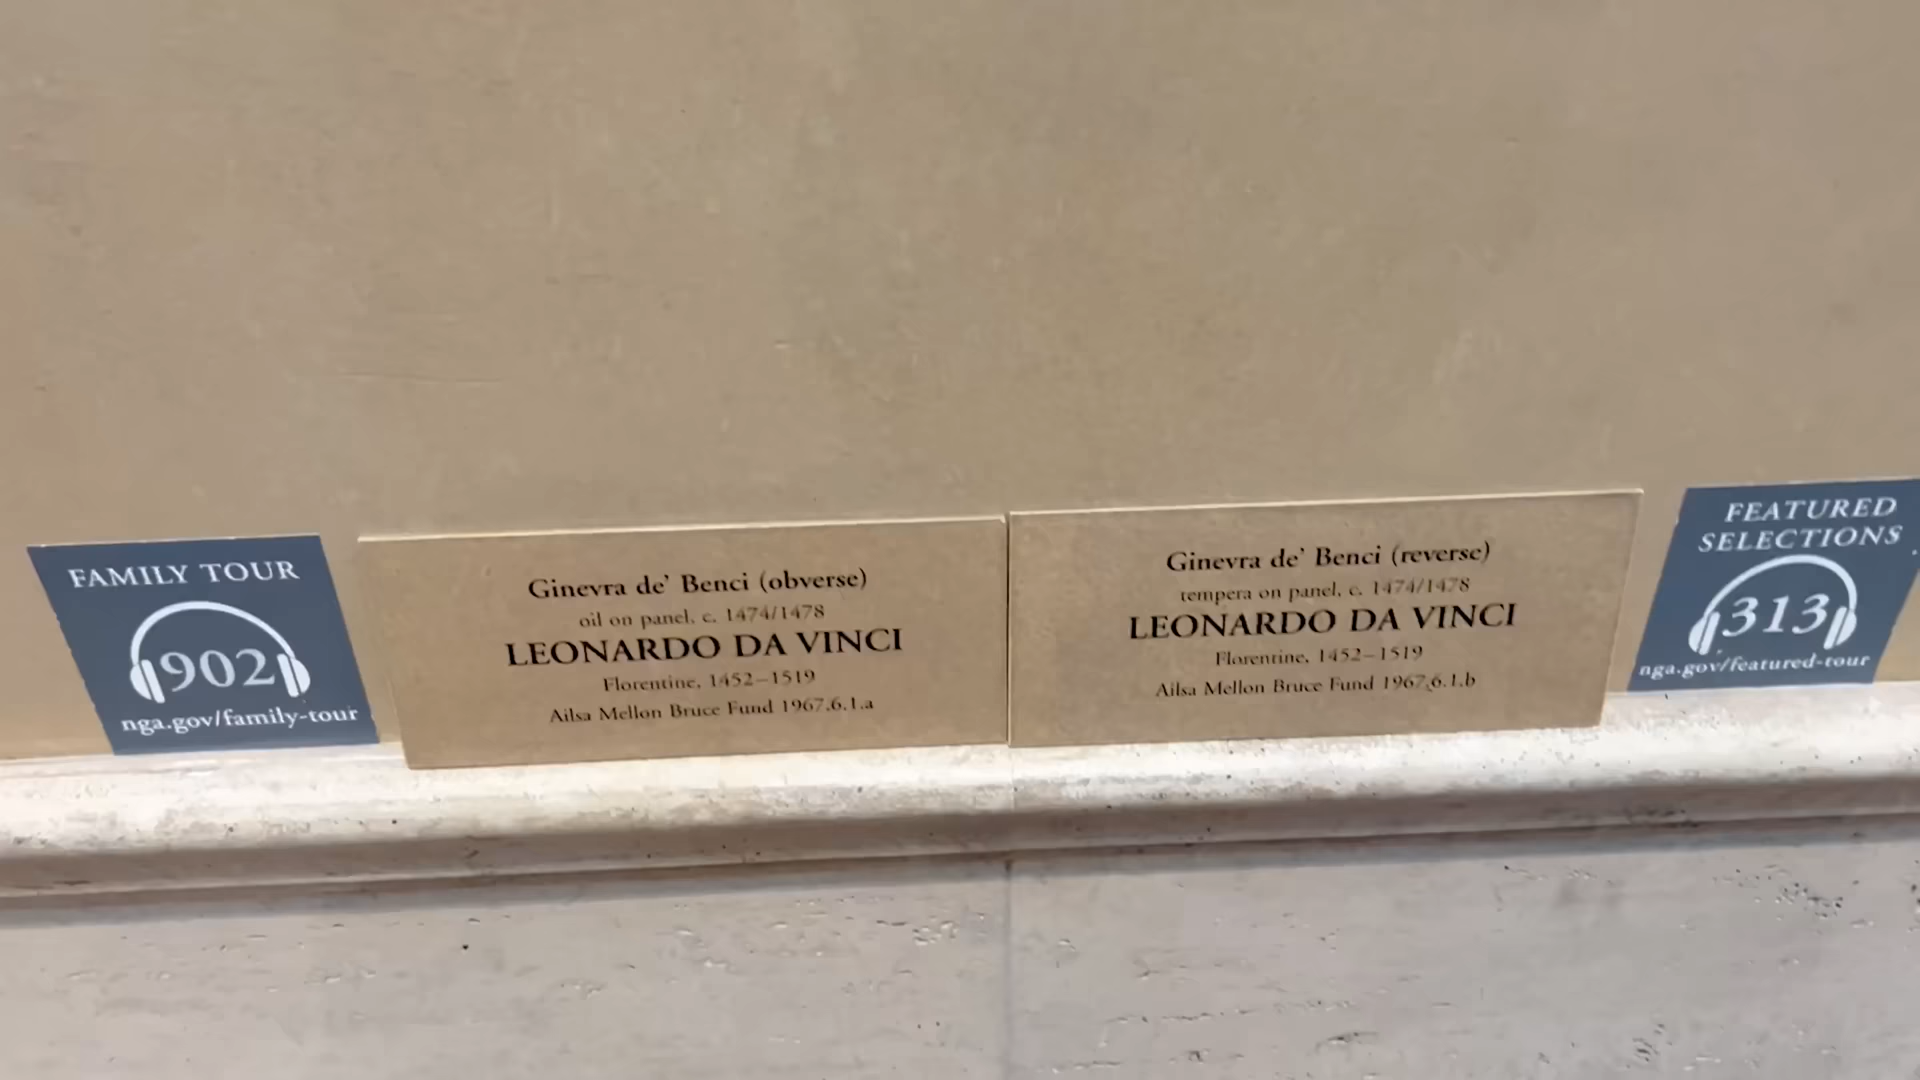 FAMILY TOUR
902
nga.gov/family-tour
Ginevra de' Benci (obverse)
oil on panel, c. 1474/1478
LEONARDO DA VINCI
Florentine, 1452–1519
Ailsa Mellon Bruce Fund 1967.6.1.a
Ginevra de' Benci (reverse)
tempera on panel, c. 1474/1478
LEONARDO DA VINCI
Florentine, 1452–1519
Ailsa Mellon Bruce Fund 1967.6.1.b
FEATURED
SELECTIONS
313
nga.gov/featured-tour